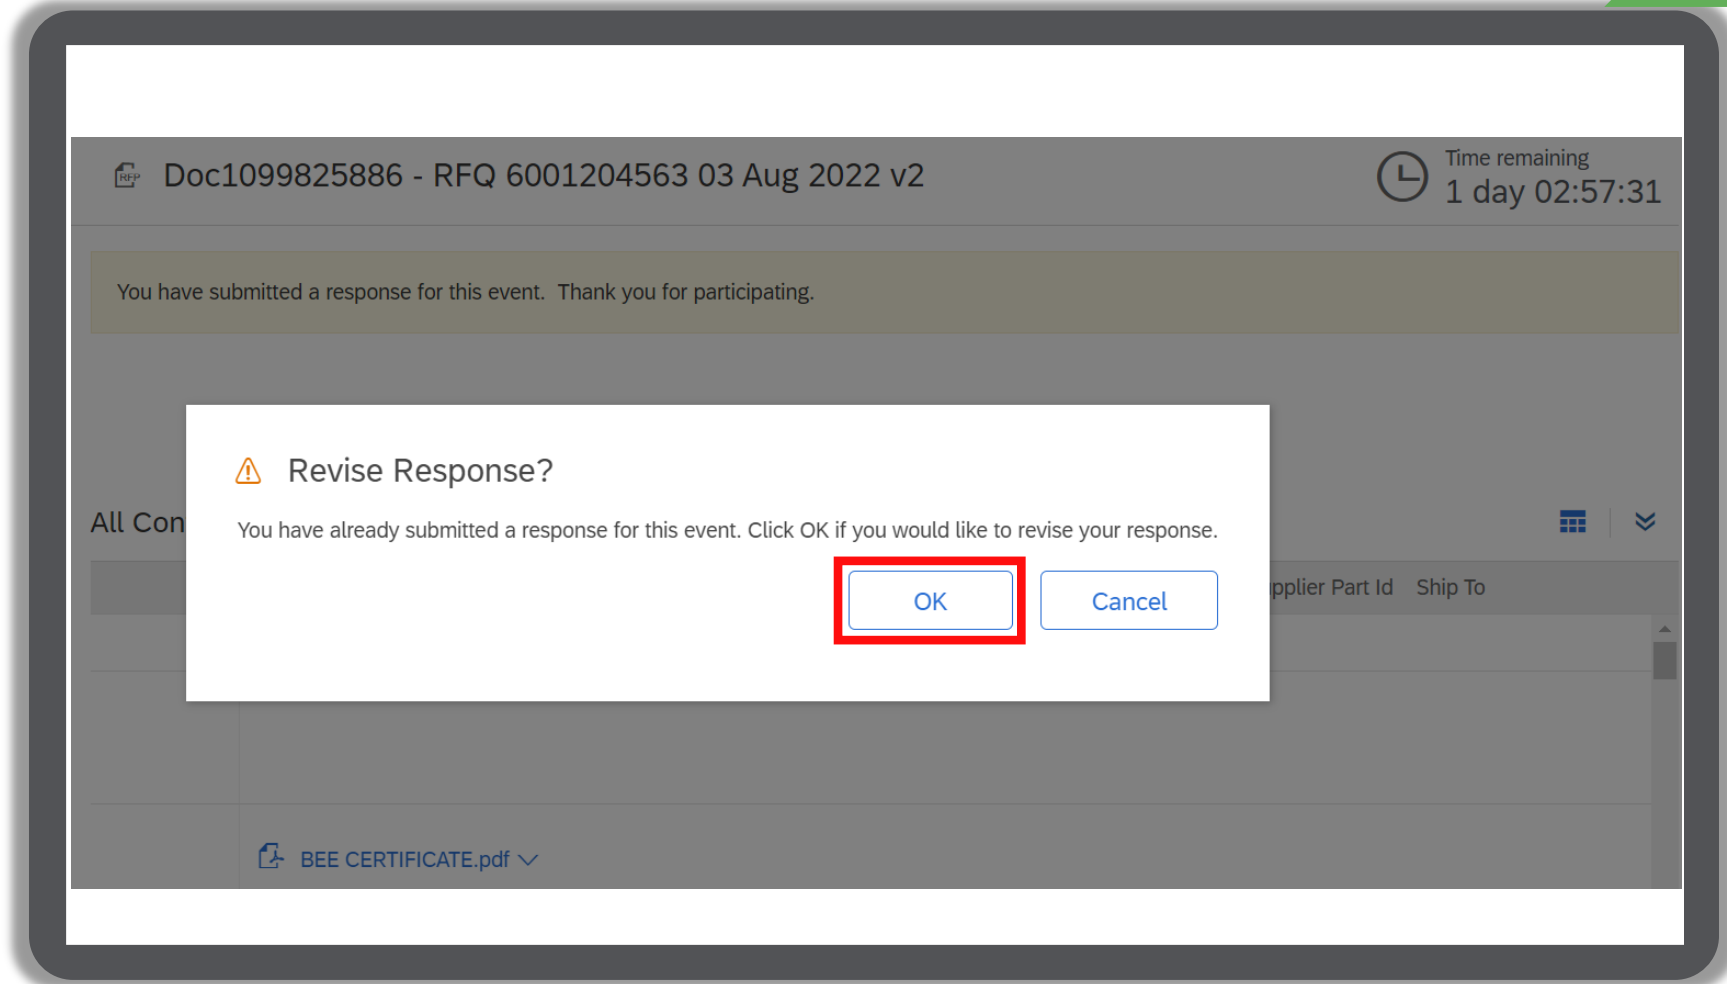 RFP
Doc1099825886 - RFQ 6001204563 03 Aug 2022 v2
Time remaining
1 day 02:57:31
You have submitted a response for this event.  Thank you for participating.
Revise Response?
All Con
You have already submitted a response for this event. Click OK if you would like to revise your response.
OK
Cancel
pplier Part Id
Ship To
BEE CERTIFICATE.pdf